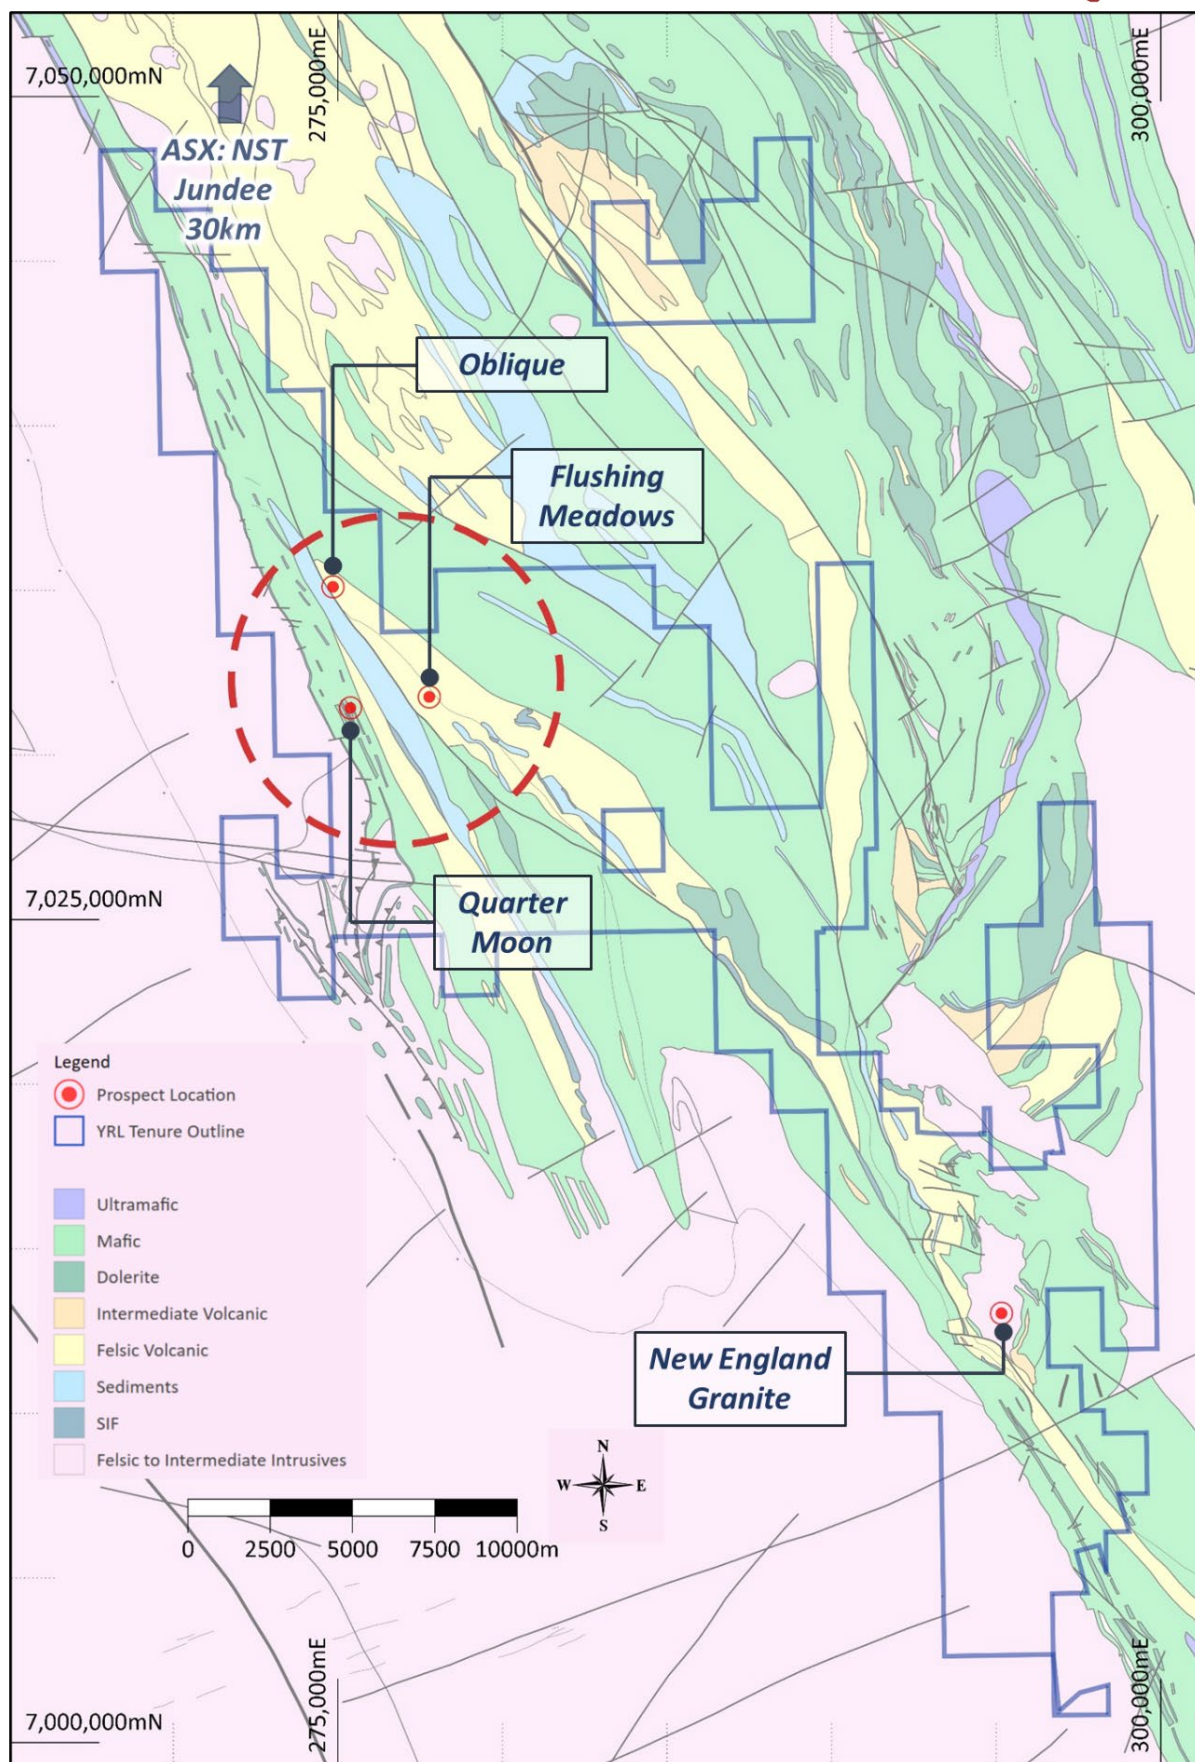 7,050,000mN
275,000mE
300,000mE
ASX: NST
Jundee
30km
Oblique
Flushing
Meadows
Quarter
Moon
7,025,000mN
Legend
Prospect Location
YRL Tenure Outline
Ultramafic
Mafic
Dolerite
Intermediate Volcanic
Felsic Volcanic
Sediments
SIF
Felsic to Intermediate Intrusives
New England
Granite
N
W E
S
0 2500 5000 7500 10000m
275,000mE
300,000mE
7,000,000mN